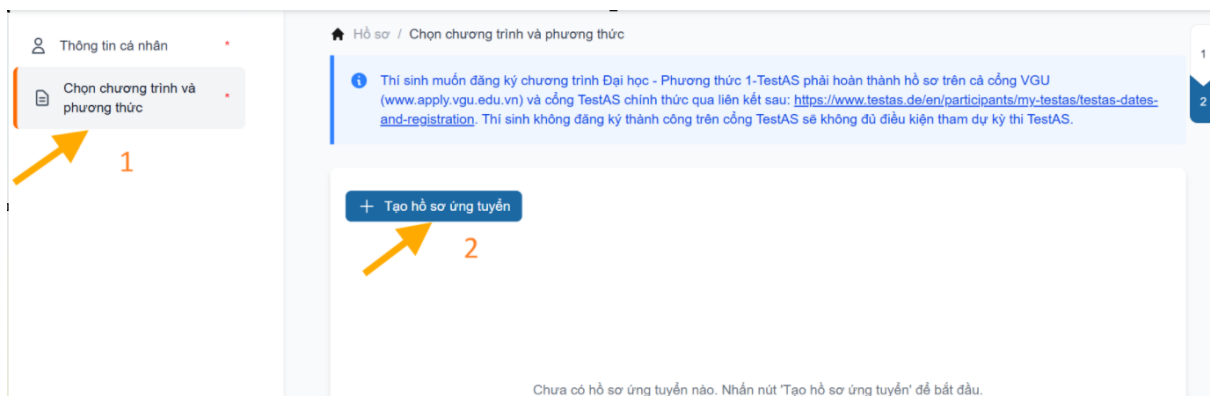 Thông tin cá nhân *
Chọn chương trình và
phương thức *
1
Hồ sơ / Chọn chương trình và phương thức
Thí sinh muốn đăng ký chương trình Đại học - Phương thức 1-TestAS phải hoàn thành hồ sơ trên cả cổng VGU
(www.apply.vgu.edu.vn) và cổng TestAS chính thức qua liên kết sau: https://www.testas.de/en/participants/my-testas/testas-dates-
and-registration. Thí sinh không đăng ký thành công trên cổng TestAS sẽ không đủ điều kiện tham dự kỳ thi TestAS.
+ Tạo hồ sơ ứng tuyển
2
Chưa có hồ sơ ứng tuyển nào. Nhấn nút 'Tạo hồ sơ ứng tuyển' để bắt đầu.
1
2